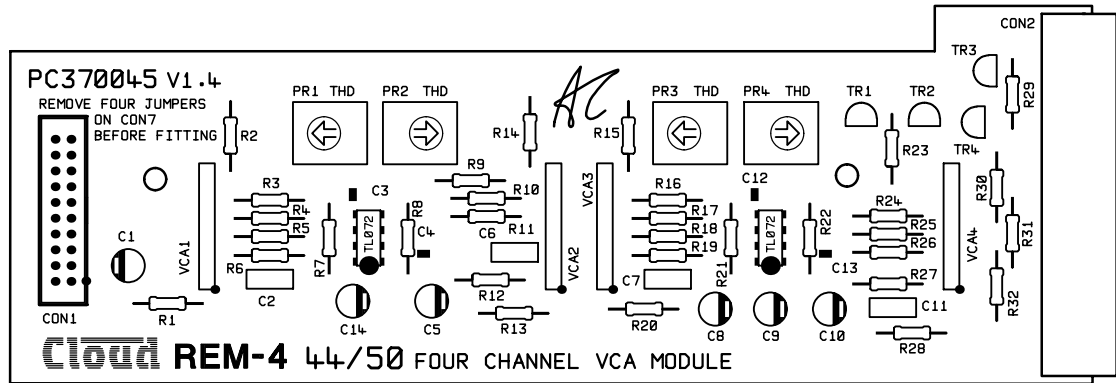 CON2
TR3
PC370045 V1.4
REMOVE FOUR JUMPERS
ON CON7
BEFORE FITTING
R2
PR1 THD
PR2 THD
R14
AC
R15
PR3 THD
PR4 THD
TR1
TR2
R29
R23
TR4
C1
VCA1
R3
R4
R5
R6
C2
R7
C3
TL072
R8
C4
R9
R10
C6
R11
R12
R13
VCA2
VCA3
R16
R17
R18
R19
C7
R20
R21
C12
TL072
R22
C13
R24
R25
R26
R27
C11
R28
VCA4
R30
R31
R32
CON1
R1
C14
C5
C8
C9
C10
Cloud REM-4 44/50 FOUR CHANNEL VCA MODULE